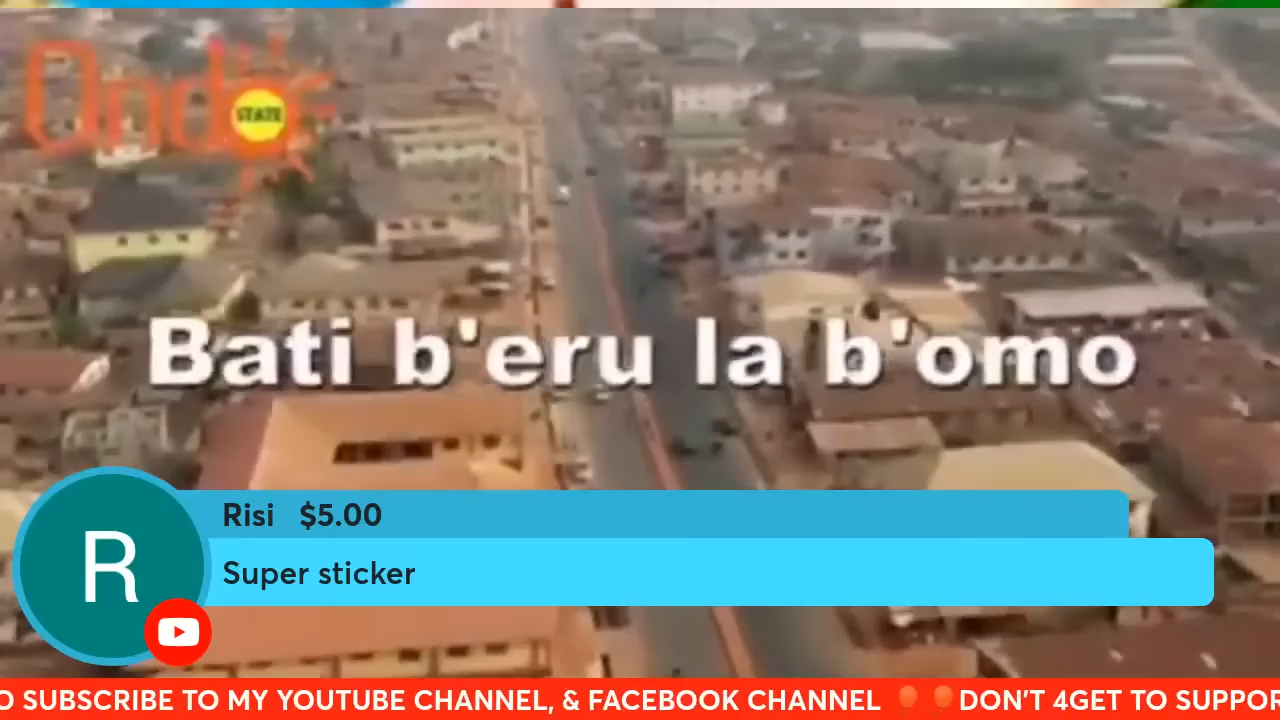 Ondo
STATE
Bati b'eru la b'omo
Risi $5.00
Super sticker
R
O SUBSCRIBE TO MY YOUTUBE CHANNEL, & FACEBOOK CHANNEL 🎈🎈DON'T 4GET TO SUPPOR